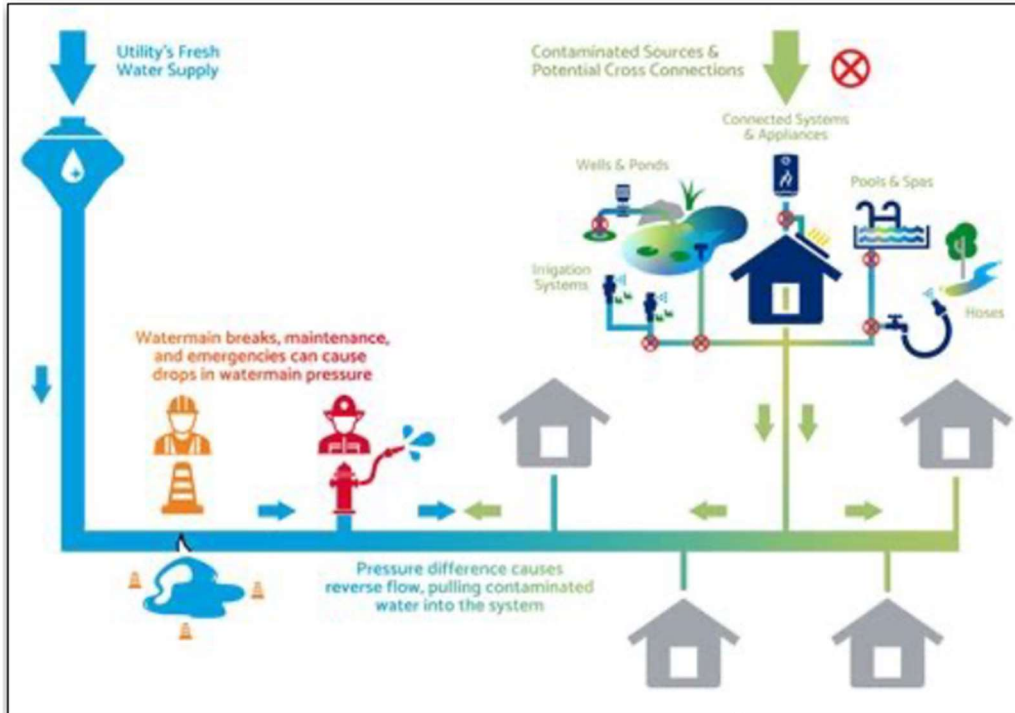 Utility's Fresh
Water Supply
Contaminated Sources &
Potential Cross Connections
Connected Systems
& Appliances
Wells & Ponds
Pools & Spas
Irrigation
Systems
Hoses
Watermain breaks, maintenance,
and emergencies can cause
drops in watermain pressure
Pressure difference causes
reverse flow, pulling contaminated
water into the system